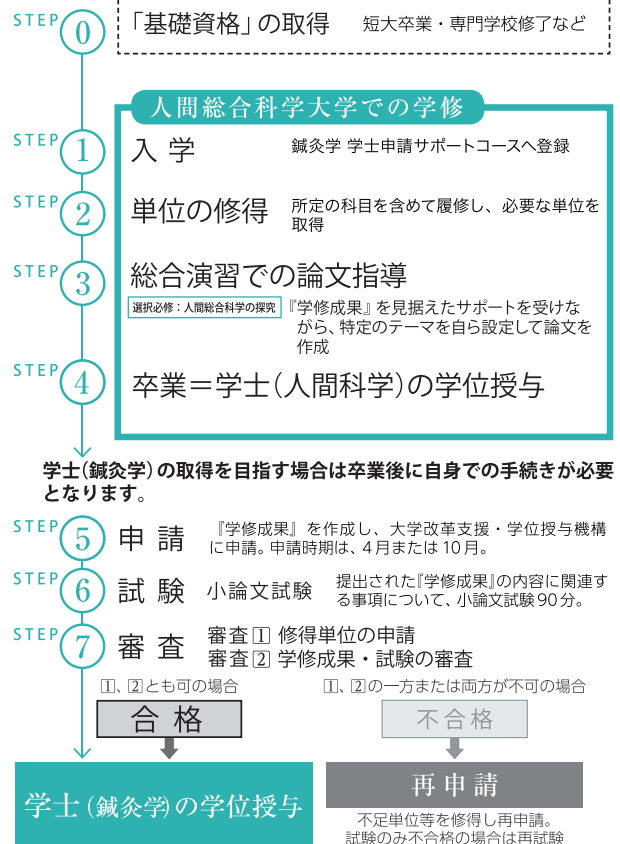 STEP 0 「基礎資格」の取得 短大卒業・専門学校修了など
人間総合科学大学での学修
STEP 1 入学 鍼灸学 学士申請サポートコースへ登録
STEP 2 単位の修得 所定の科目を含めて履修し、必要な単位を
取得
STEP 3 総合演習での論文指導
選択必修：人間総合科学の探究 『学修成果』を見据えたサポートを受けな
がら、特定のテーマを自ら設定して論文を
作成
STEP 4 卒業＝学士（人間科学）の学位授与
学士（鍼灸学）の取得を目指す場合は卒業後に自身での手続きが必要
となります。
STEP 5 申請 『学修成果』を作成し、大学改革支援・学位授与機構
に申請。申請時期は、4月または10月。
STEP 6 試験 小論文試験 提出された『学修成果』の内容に関連す
る事項について、小論文試験90分。
STEP 7 審査 審査1 修得単位の申請
審査2 学修成果・試験の審査
1、2とも可の場合 1、2の一方または両方が不可の場合
合格 不合格
学士（鍼灸学）の学位授与 再申請
不足単位等を修得し再申請。
試験のみ不合格の場合は再試験